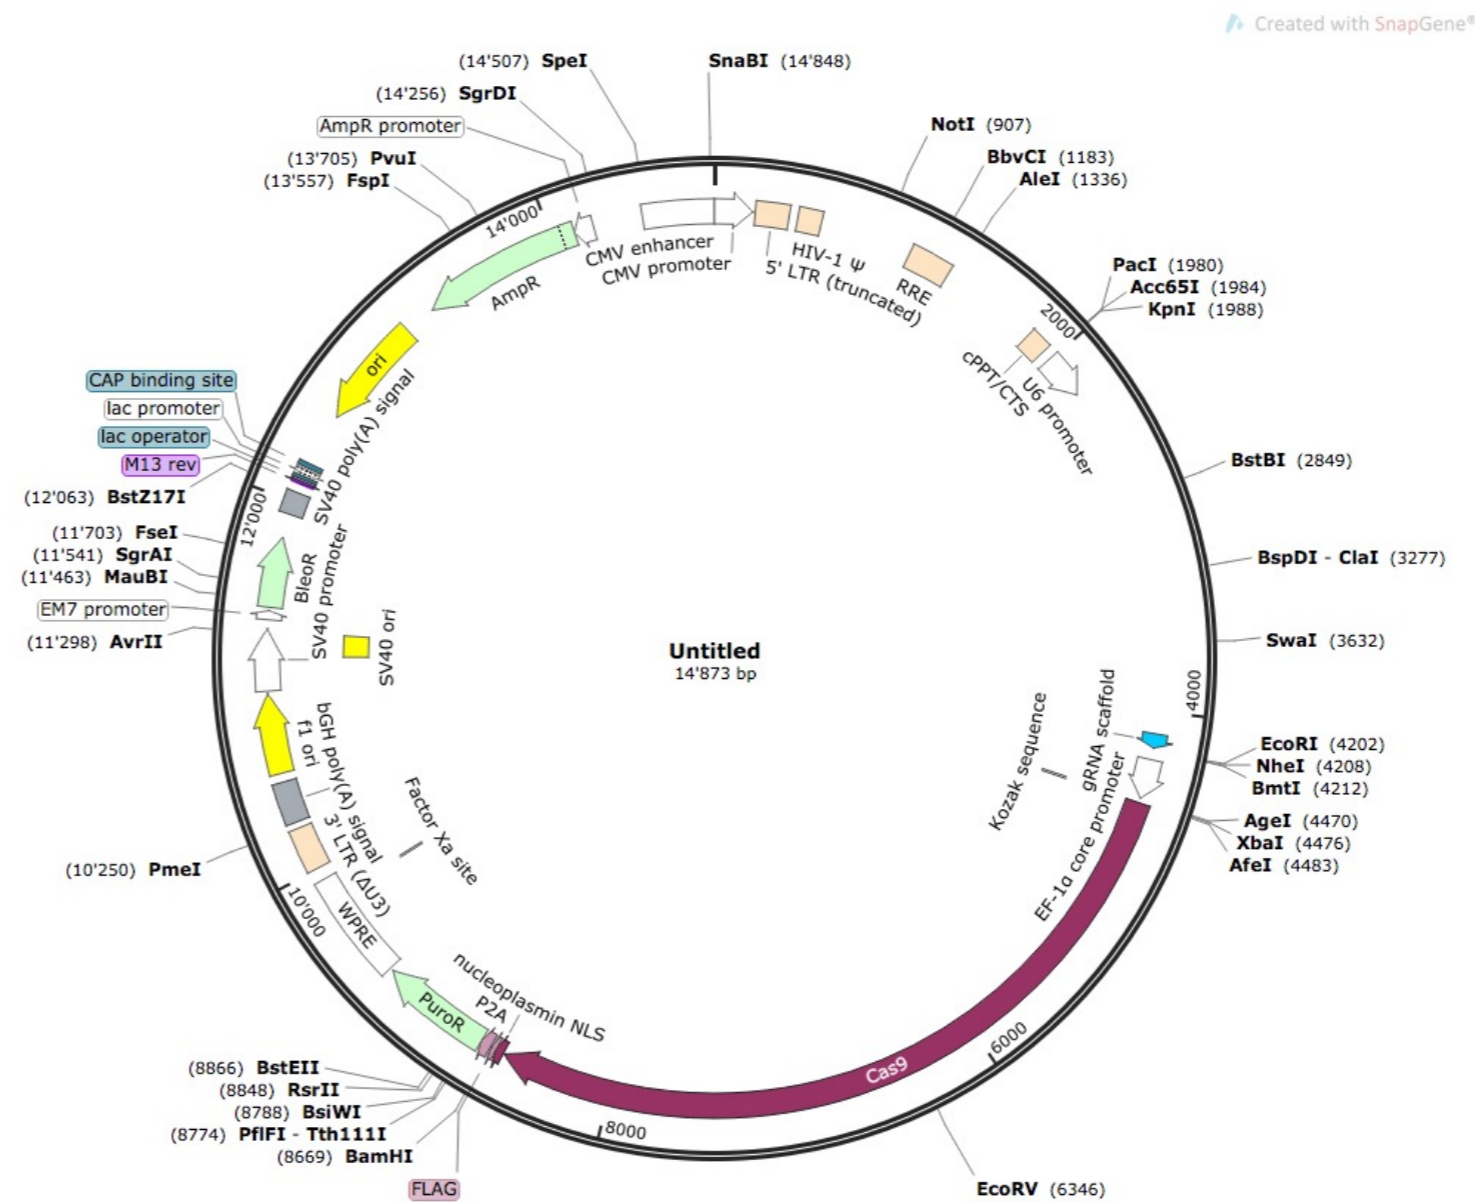 Created with SnapGene®
(14'507) SpeI
SnaBI (14'848)
(14'256) SgrDI
AmpR promoter
(13'705) PvuI
(13'557) FspI
NotI (907)
BbvCI (1183)
AleI (1336)
PacI (1980)
Acc65I (1984)
KpnI (1988)
14'000
2000
CMV enhancer
CMV promoter
HIV-1 Ψ
5' LTR (truncated)
RRE
AmpR
cPPT/CTS
U6 promoter
ori
SV40 poly(A) signal
CAP binding site
lac promoter
lac operator
M13 rev
(12'063) BstZ17I
12'000
BstBI (2849)
(11'703) FseI
(11'541) SgrAI
(11'463) MauBI
EM7 promoter
(11'298) AvrII
BleoR
SV40 promoter
SV40 ori
BspDI - ClaI (3277)
SwaI (3632)
Untitled
14'873 bp
4000
gRNA scaffold
Kozak sequence
EF-1α core promoter
EcoRI (4202)
NheI (4208)
BmtI (4212)
AgeI (4470)
XbaI (4476)
AfeI (4483)
f1 ori
bGH poly(A) signal
3' LTR (ΔU3)
Factor Xa site
(10'250) PmeI
10'000
WPRE
nucleoplasmin NLS
P2A
PuroR
Cas9
6000
8000
(8866) BstEII
(8848) RsrII
(8788) BsiWI
(8774) PflFI - Tth111I
(8669) BamHI
FLAG
EcoRV (6346)